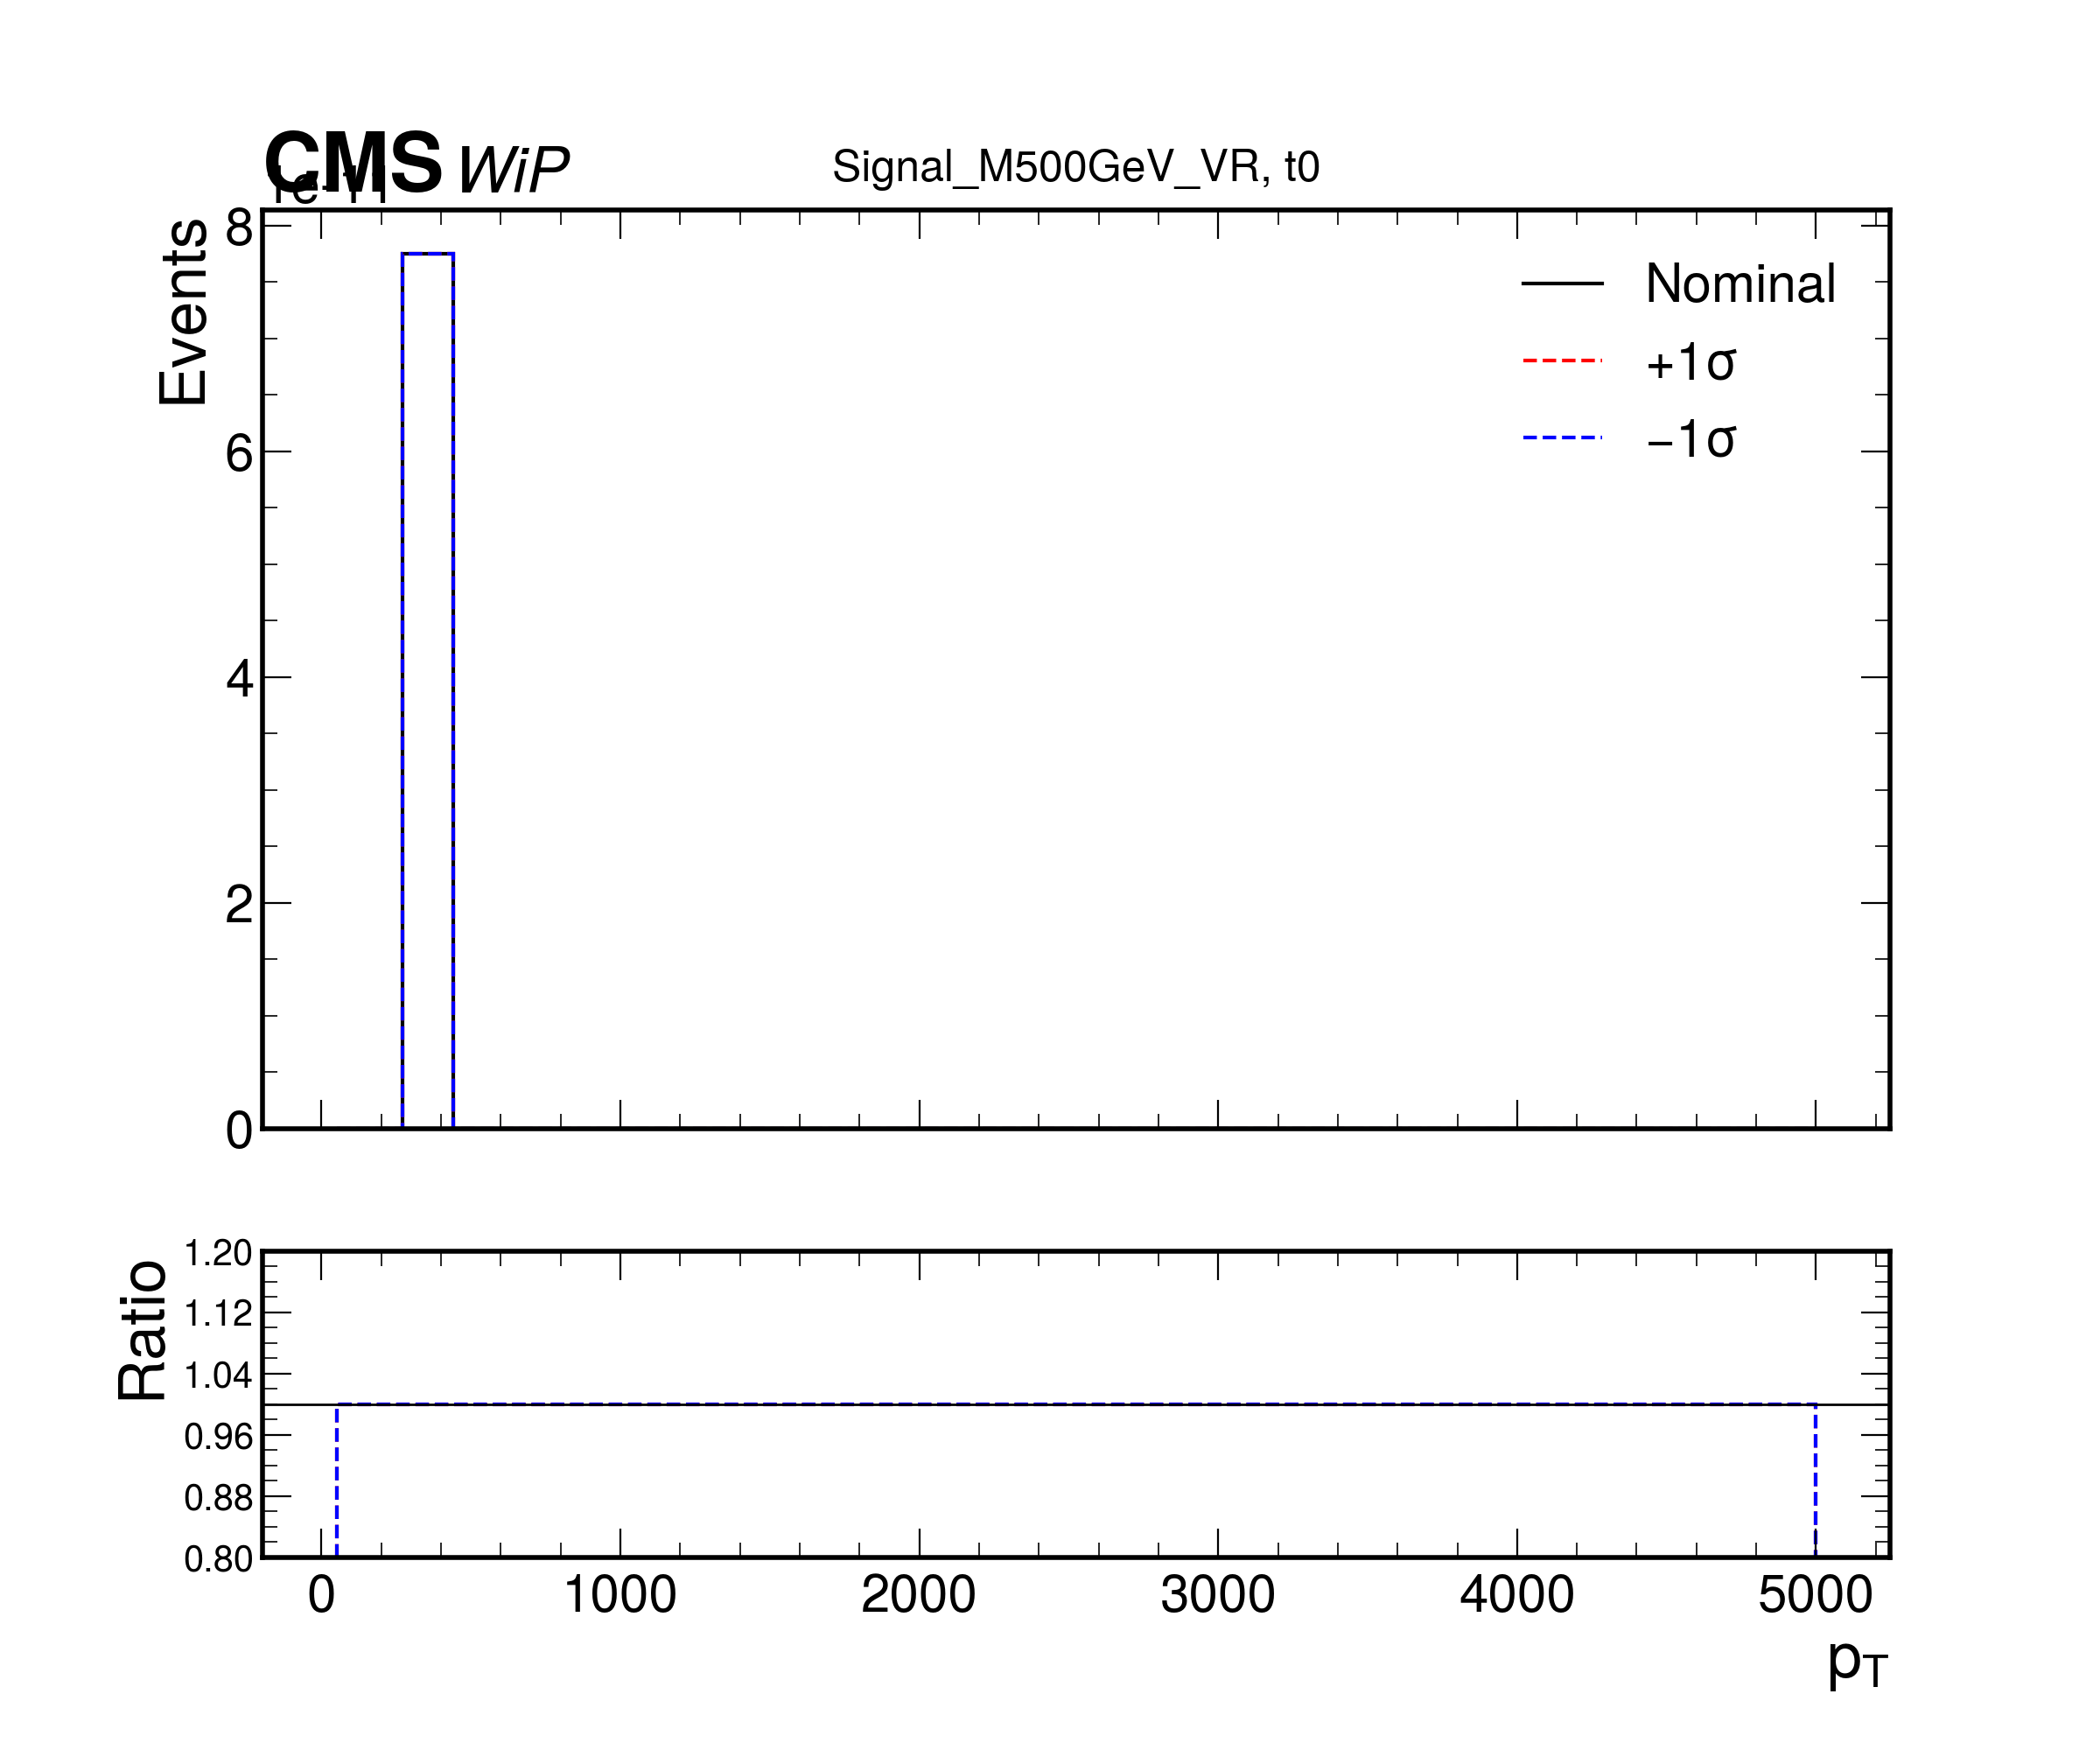 CMS WiP
Signal_M500GeV_VR, t0
Events
8
6
4
2
0
Nominal
+1σ
−1σ
Ratio
1.20
1.12
1.04
0.96
0.88
0.80
0 1000 2000 3000 4000 5000
pT